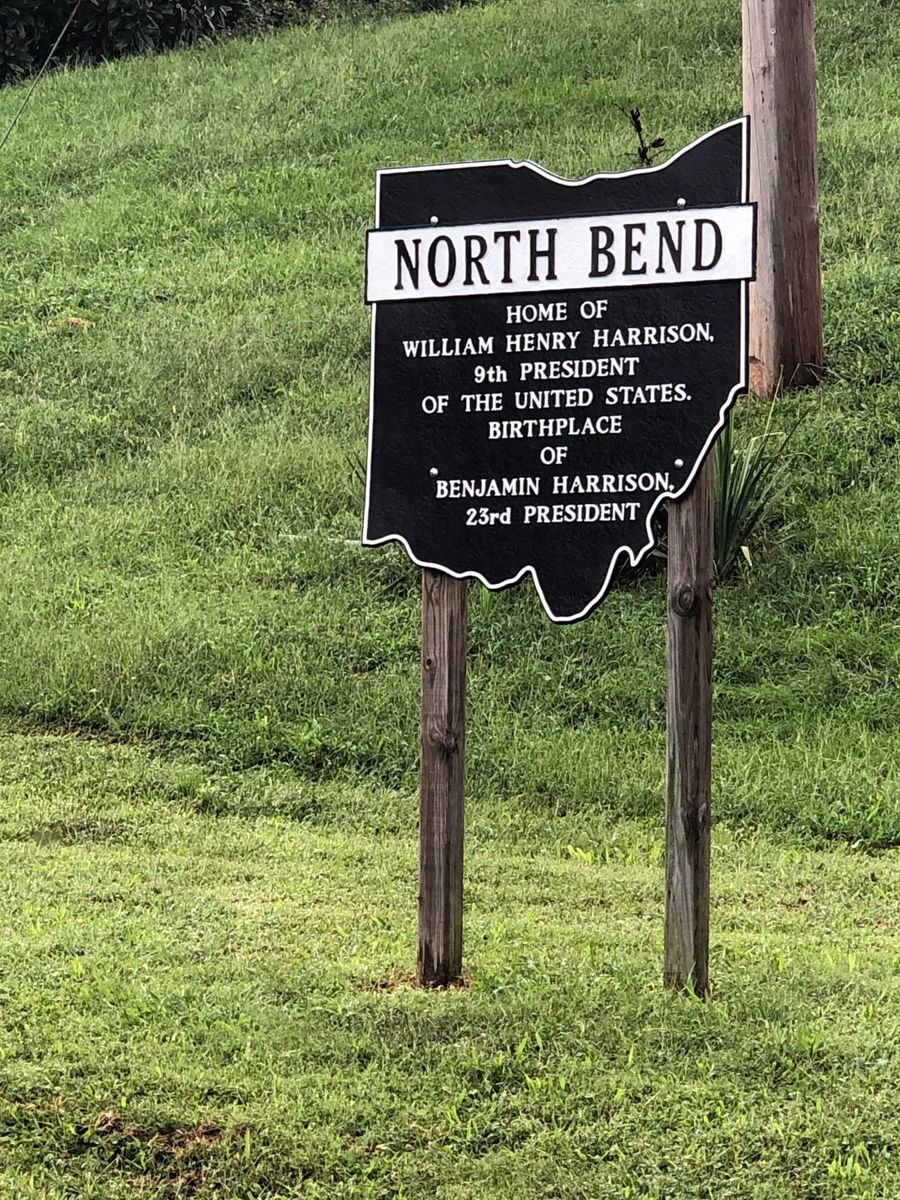 NORTH BEND
HOME OF
WILLIAM HENRY HARRISON,
9th PRESIDENT
OF THE UNITED STATES.
BIRTHPLACE
OF
BENJAMIN HARRISON,
23rd PRESIDENT